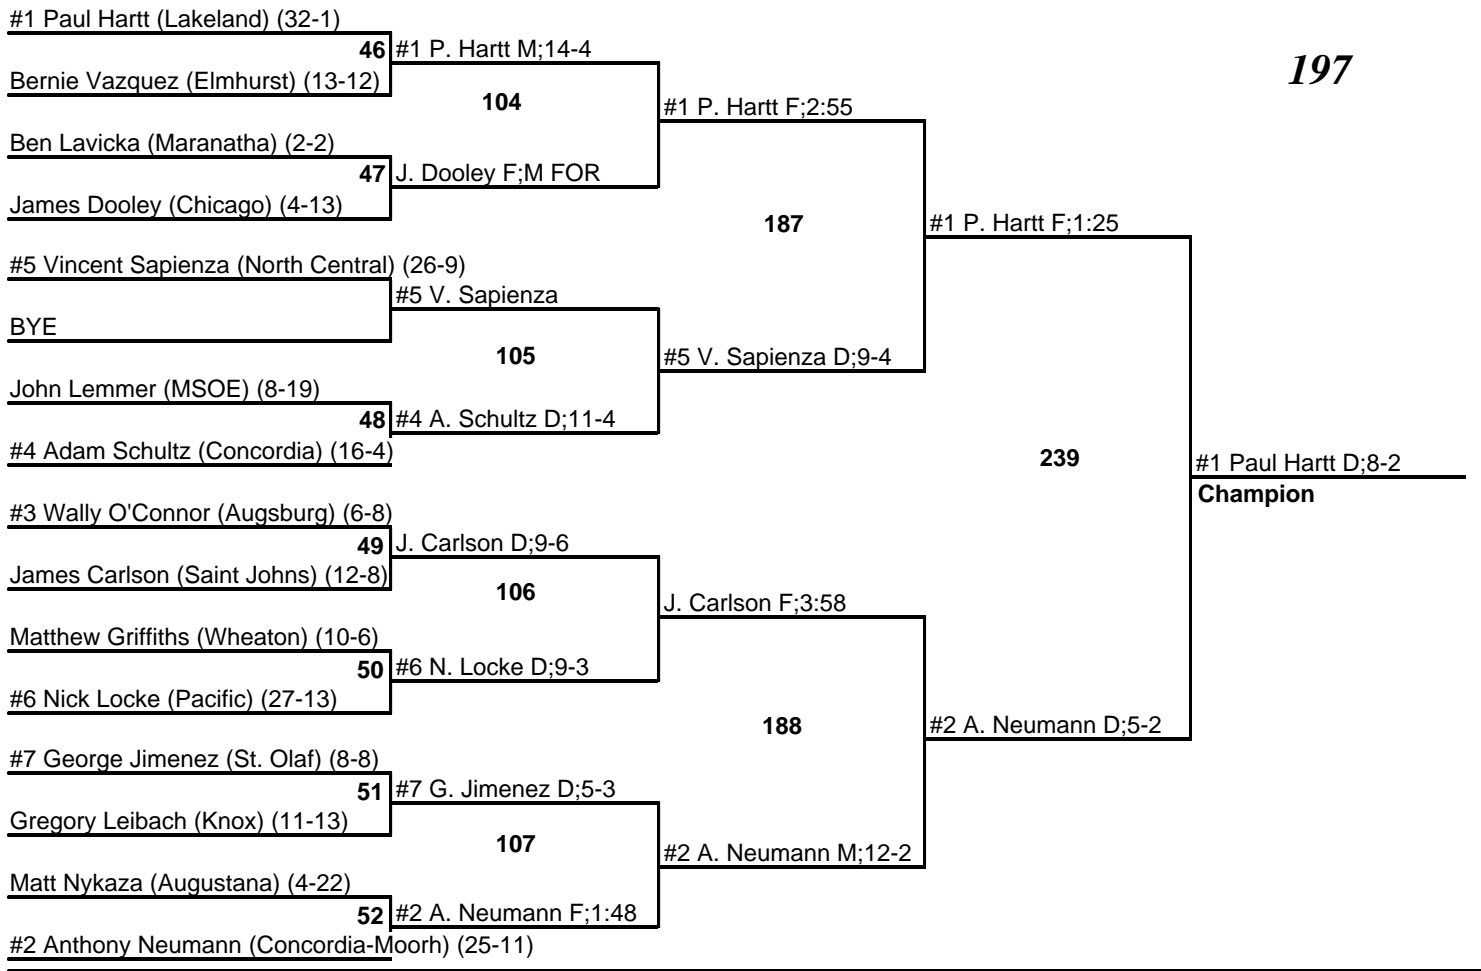 #1 Paul Hartt (Lakeland) (32-1)
46 #1 P. Hartt M;14-4
197
Bernie Vazquez (Elmhurst) (13-12)
104
#1 P. Hartt F;2:55
Ben Lavicka (Maranatha) (2-2)
47 J. Dooley F;M FOR
James Dooley (Chicago) (4-13)
187
#1 P. Hartt F;1:25
#5 Vincent Sapienza (North Central) (26-9)
#5 V. Sapienza
BYE
105
#5 V. Sapienza D;9-4
John Lemmer (MSOE) (8-19)
48 #4 A. Schultz D;11-4
#4 Adam Schultz (Concordia) (16-4)
239
#1 Paul Hartt D;8-2
Champion
#3 Wally O'Connor (Augsburg) (6-8)
49 J. Carlson D;9-6
James Carlson (Saint Johns) (12-8)
106
J. Carlson F;3:58
Matthew Griffiths (Wheaton) (10-6)
50 #6 N. Locke D;9-3
#6 Nick Locke (Pacific) (27-13)
188
#2 A. Neumann D;5-2
#7 George Jimenez (St. Olaf) (8-8)
51 #7 G. Jimenez D;5-3
Gregory Leibach (Knox) (11-13)
107
#2 A. Neumann M;12-2
Matt Nykaza (Augustana) (4-22)
52 #2 A. Neumann F;1:48
#2 Anthony Neumann (Concordia-Moorh) (25-11)